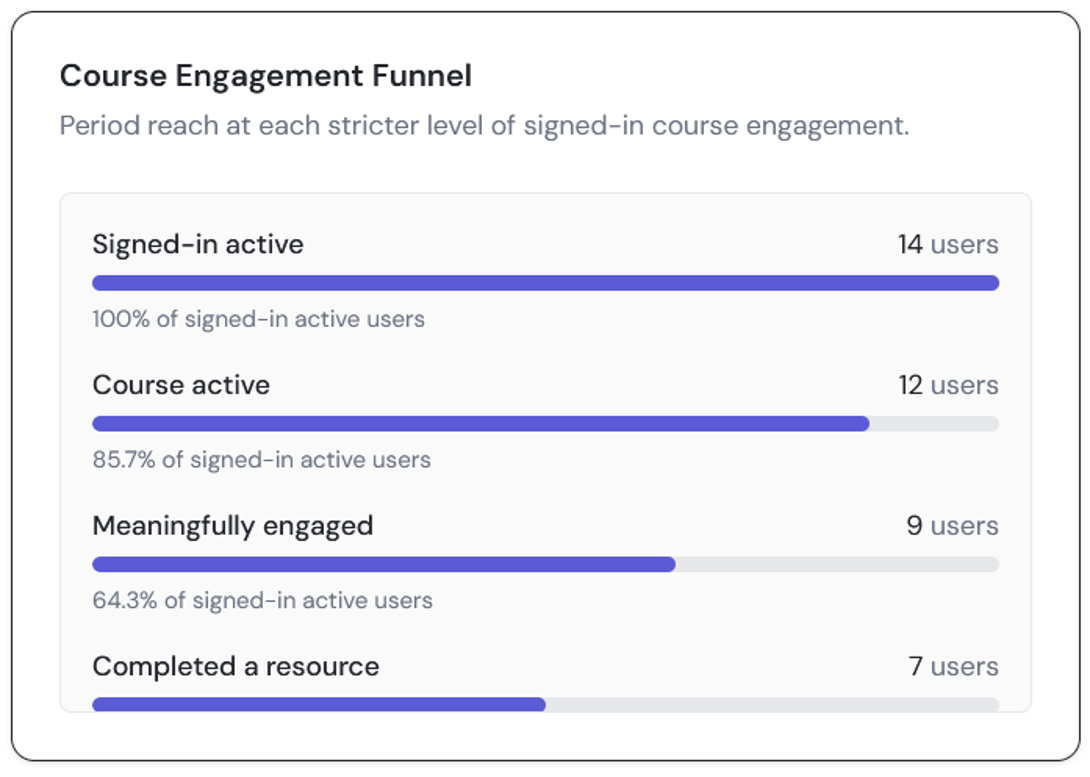 Course Engagement Funnel
Period reach at each stricter level of signed-in course engagement.
Signed-in active 14 users
100% of signed-in active users
Course active 12 users
85.7% of signed-in active users
Meaningfully engaged 9 users
64.3% of signed-in active users
Completed a resource 7 users